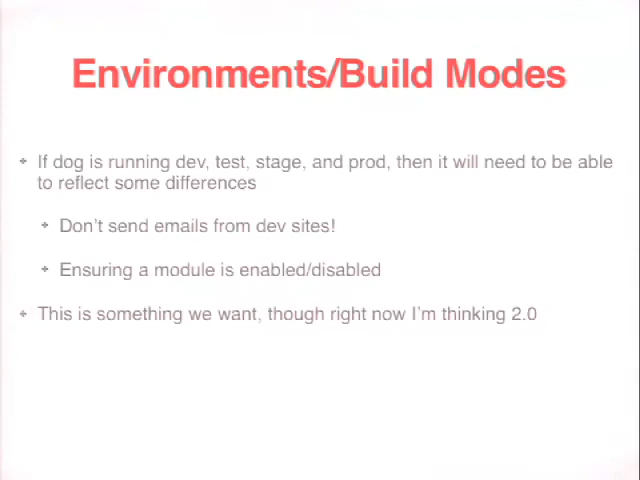 Environments/Build Modes
If dog is running dev, test, stage, and prod, then it will need to be able
to reflect some differences
Don't send emails from dev sites!
Ensuring a module is enabled/disabled
This is something we want, though right now I'm thinking 2.0